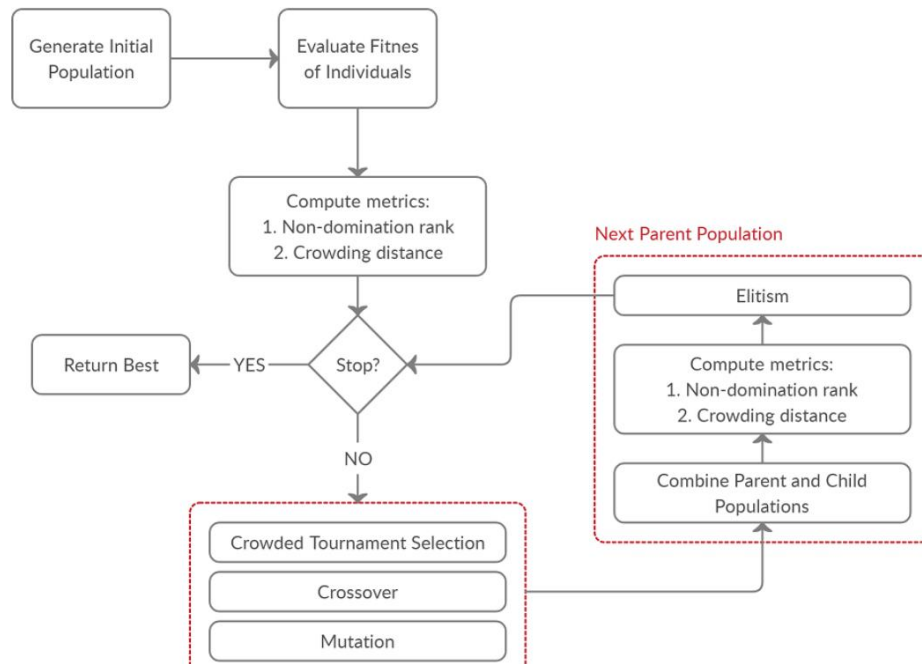 Generate Initial
Population
Evaluate Fitnes
of Individuals
Compute metrics:
1. Non-domination rank
2. Crowding distance
Stop?
YES
Return Best
NO
Crowded Tournament Selection
Crossover
Mutation
Next Parent Population
Elitism
Compute metrics:
1. Non-domination rank
2. Crowding distance
Combine Parent and Child
Populations